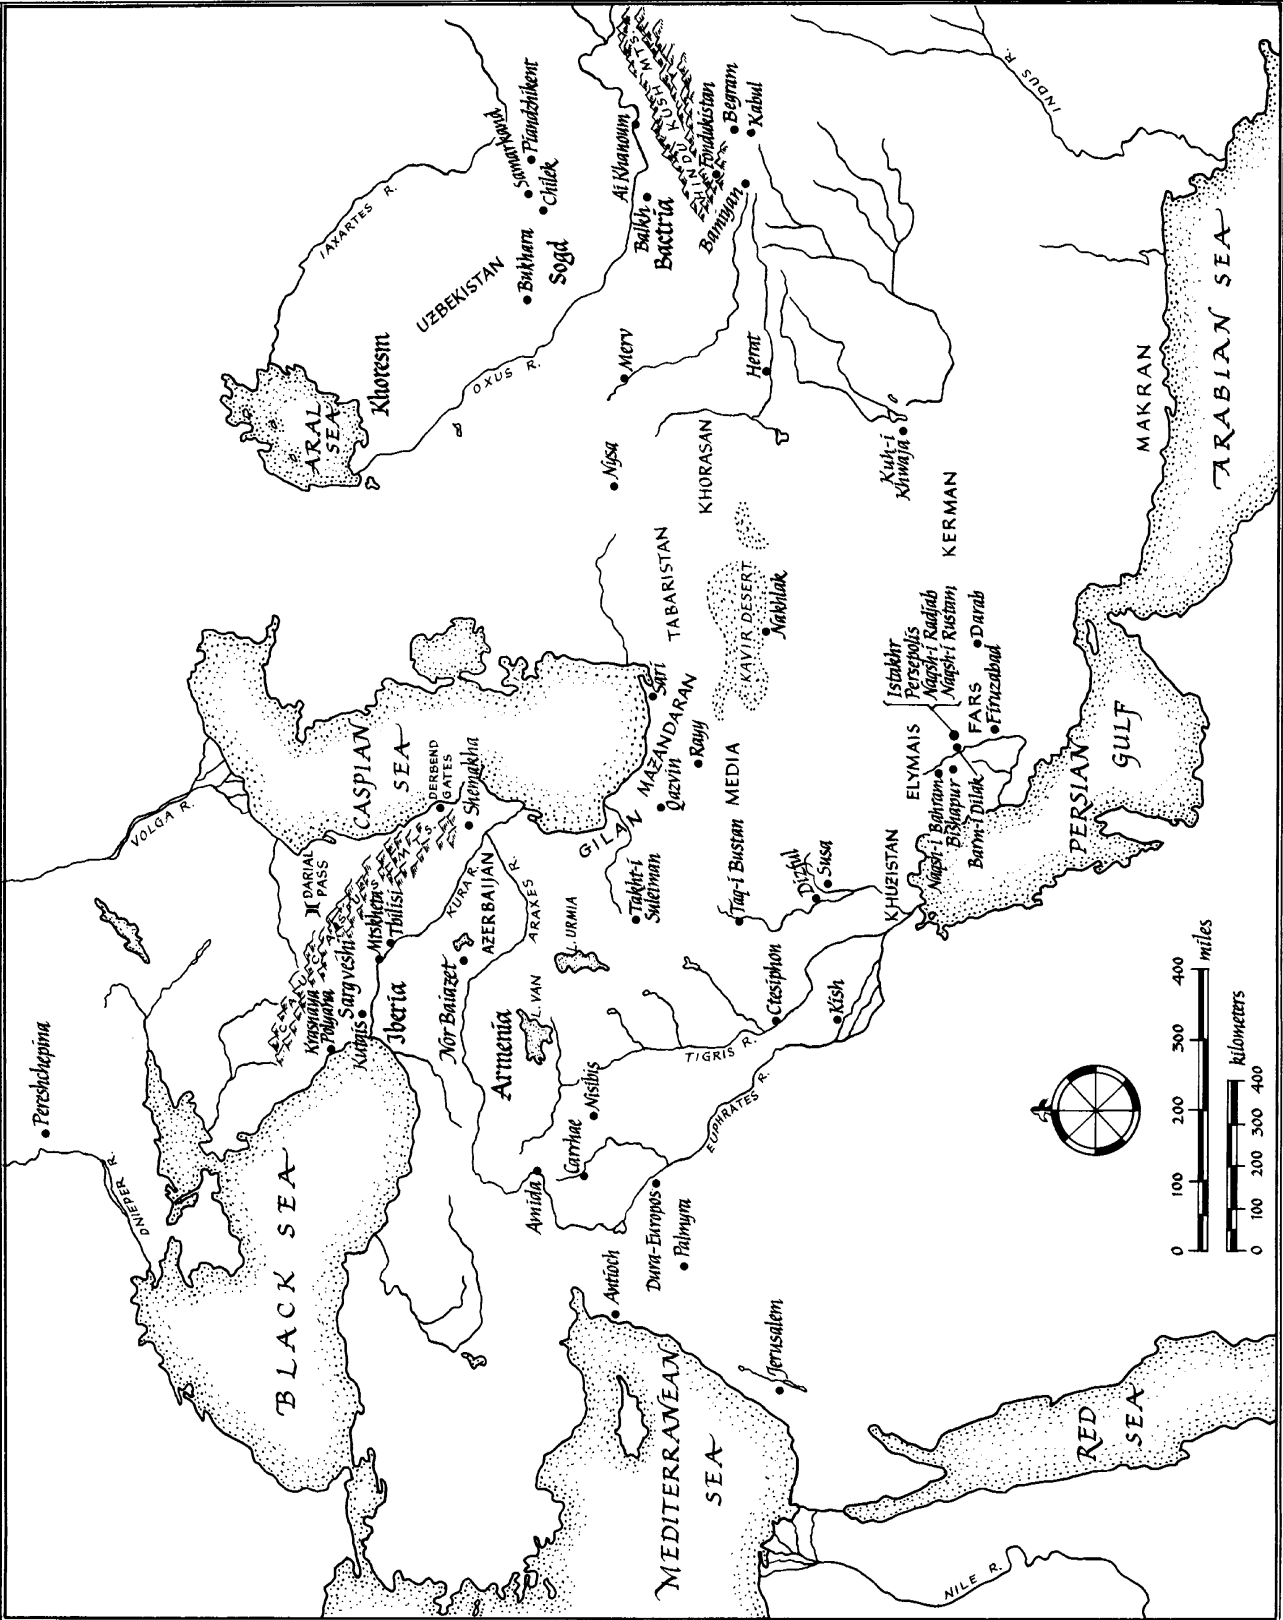 Pereshchepina
DNIEPER R.
VOLGA R.
ARAL
SEA
IAXARTES R.
BLACK SEA
CAUCASUS MTS
DARIAL
PASS
Krasnaya
Polyana
Sargveshi
Kutais
Mtskheta
Tbilisi
Iberia
CASPIAN
SEA
DERBEND
GATES
Shemakha
KURA R.
AZERBAIJAN
ARAXES R.
Nor Baiazet
Armenia
L. VAN
L. URMIA
Khoresm
UZBEKISTAN
OXUS R.
Bukhara
Sogd
Samarkand
Piandzhikent
Chilek
Amida
Carrhae
Nisibis
Antioch
Dura-Europos
Palmyra
EUPHRATES R.
TIGRIS R.
GILAN
Takht-i
Suleiman
MAZANDARAN
Sari
Qazvin
Rayy
TABARISTAN
Nysa
Merv
Ai Khanoum
Balkh
Bactria
HINDU KUSH MTS.
Fondukistan
Begram
Kabul
Bamiyan
Herat
KHORASAN
KAVIR DESERT
Nakhlak
MEDIA
Taq-i Bustan
MEDITERRANEAN
SEA
Jerusalem
Ctesiphon
Kish
Dizful
Susa
KHUZISTAN
ELYMAIS
Istakhr
Persepolis
Naqsh-i Radjab
Naqsh-i Rustam
Naqsh-i Bahram
Bishapur
Barm-i Dilak
FARS
Darab
Firuzabad
KERMAN
Kuh-i
Khwaja
INDUS R.
MAKRAN
PERSIAN
GULF
ARABIAN SEA
RED
SEA
NILE R.
0 100 200 300 400 miles
0 100 200 300 400 kilometers